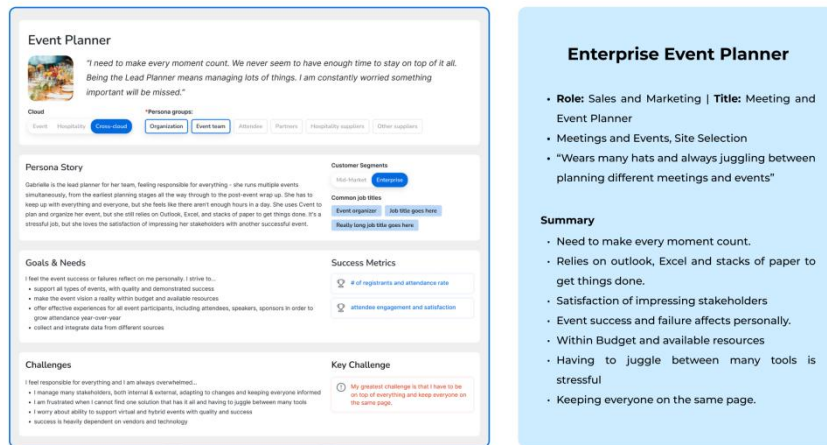 Event Planner
"I need to make every moment count. We never seem to have enough time to stay on top of it all.
Being the Lead Planner means managing lots of things. I am constantly worried something
important will be missed."
Cloud
*Persona groups:
Event Hospitality Cross-cloud
Organization Event team Attendee Partners Hospitality suppliers Other suppliers
Persona Story
Gabrielle is the lead planner for her team, feeling responsible for everything - she runs multiple events
simultaneously, from the earliest planning stages all the way through to the post-event wrap up. She has to
keep up with everything and everyone, but she feels like there aren't enough hours in a day. She uses Cvent to
plan and organize her event, but she still relies on Outlook, Excel, and stacks of paper to get things done. It's a
stressful job, but she loves the satisfaction of impressing her stakeholders with another successful event.
Customer Segments
Mid-Market Enterprise
Common job titles
Event organizer Job title goes here
Really long job title goes here
Goals & Needs
I feel the event success or failures reflect on me personally. I strive to...
• support all types of events, with quality and demonstrated success
• make the event vision a reality within budget and available resources
• offer effective experiences for all event participants, including attendees, speakers, sponsors in order to
grow attendance year-over-year
• collect and integrate data from different sources
Success Metrics
# of registrants and attendance rate
attendee engagement and satisfaction
Challenges
I feel responsible for everything and I am always overwhelmed...
• I manage many stakeholders, both internal & external, adapting to changes and keeping everyone informed
• I am frustrated when I cannot find one solution that has it all and having to juggle between many tools
• I worry about ability to support virtual and hybrid events with quality and success
• success is heavily dependent on vendors and technology
Key Challenge
My greatest challenge is that I have to be
on top of everything and keep everyone on
the same page.
Enterprise Event Planner
• Role: Sales and Marketing | Title: Meeting and
Event Planner
• Meetings and Events, Site Selection
• "Wears many hats and always juggling between
planning different meetings and events"
Summary
• Need to make every moment count.
• Relies on outlook, Excel and stacks of paper to
get things done.
• Satisfaction of impressing stakeholders
• Event success and failure affects personally.
• Within Budget and available resources
• Having to juggle between many tools is
stressful
• Keeping everyone on the same page.